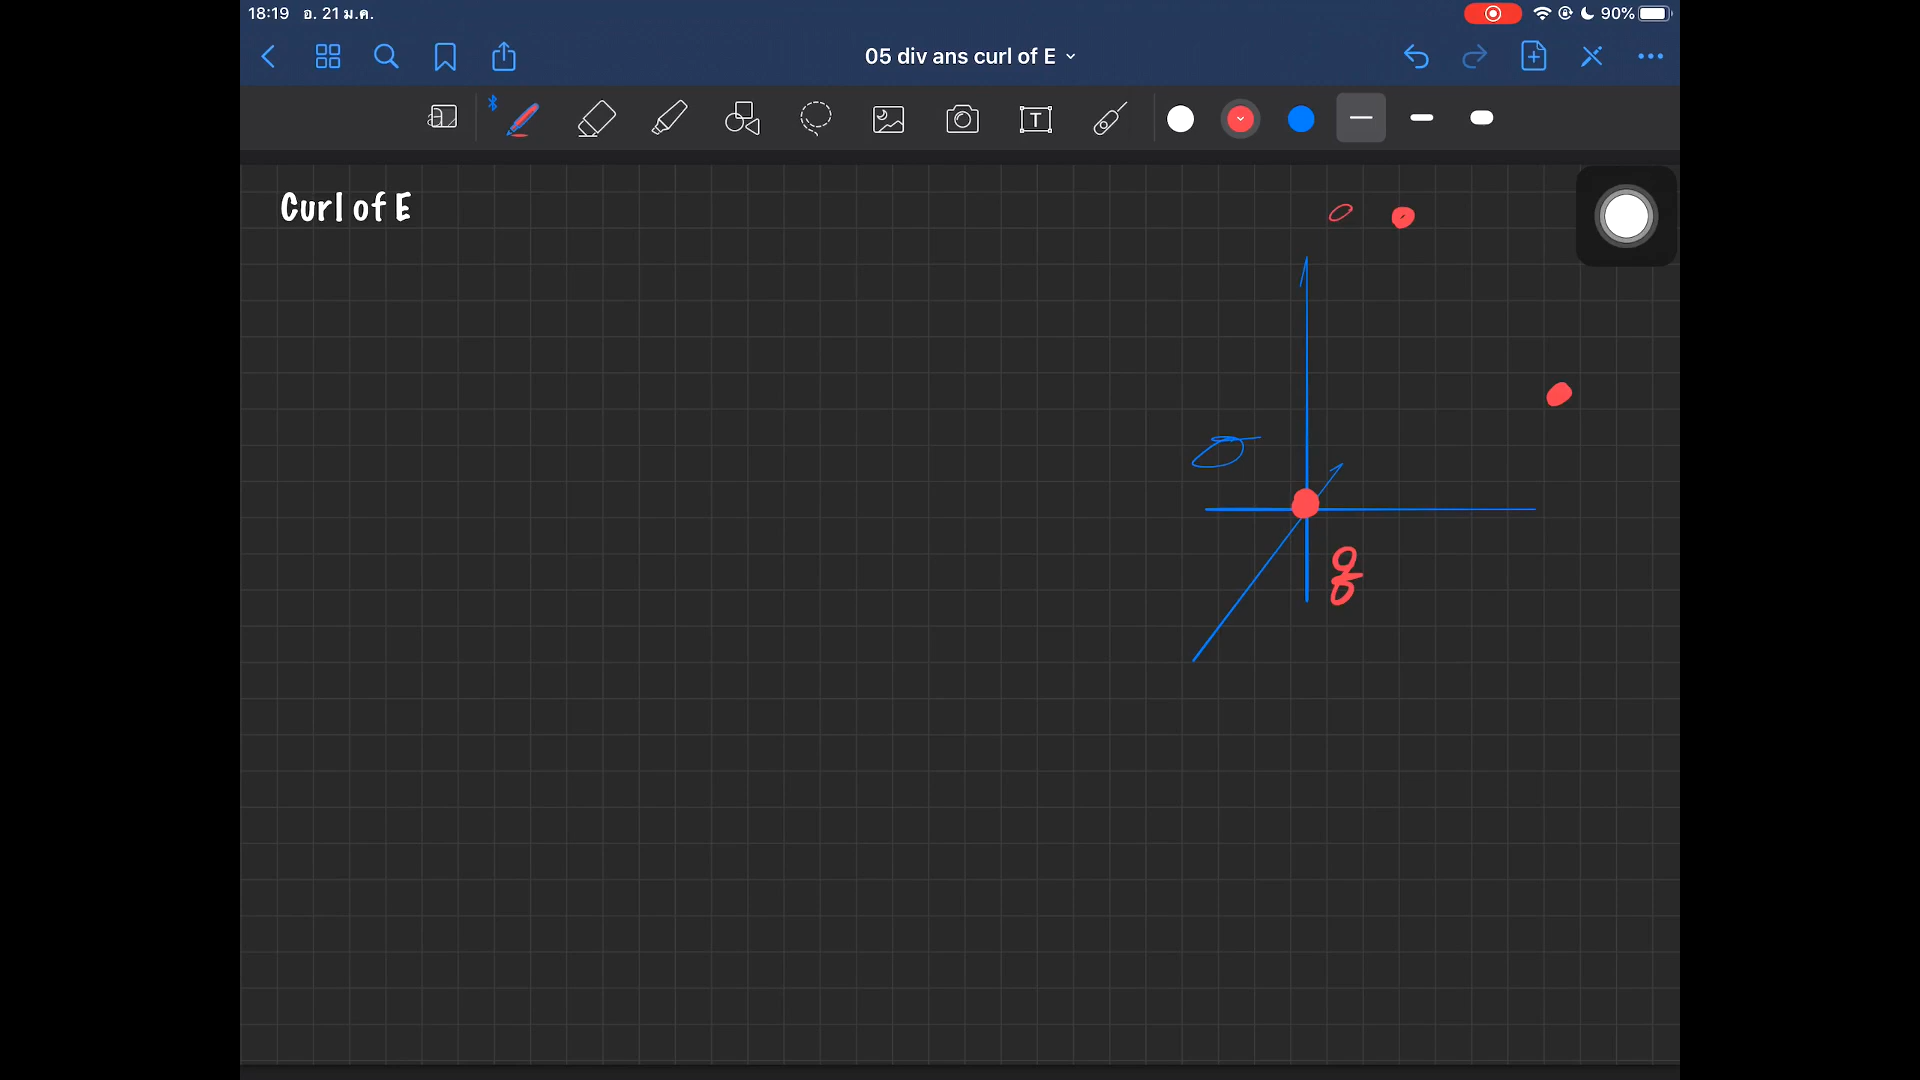 18:19 อ. 21 ม.ค.
90%
05 div ans curl of E
T
Curl of E
q